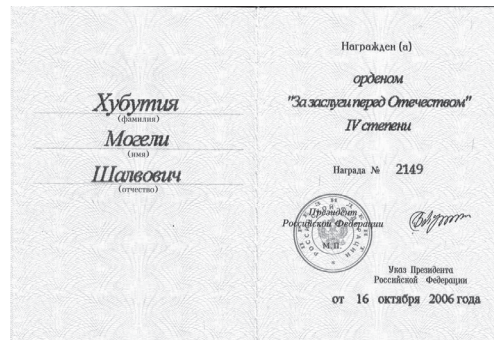 Хубутия
(фамилия)
Могели
(имя)
Шалвович
(отчество)
Награжден (а)
орденом
"За заслуги перед Отечеством"
IV степени
Награда № 2149
Президент
Российской Федерации
М.П.
Указ Президента
Российской Федерации
от 16 октября 2006 года